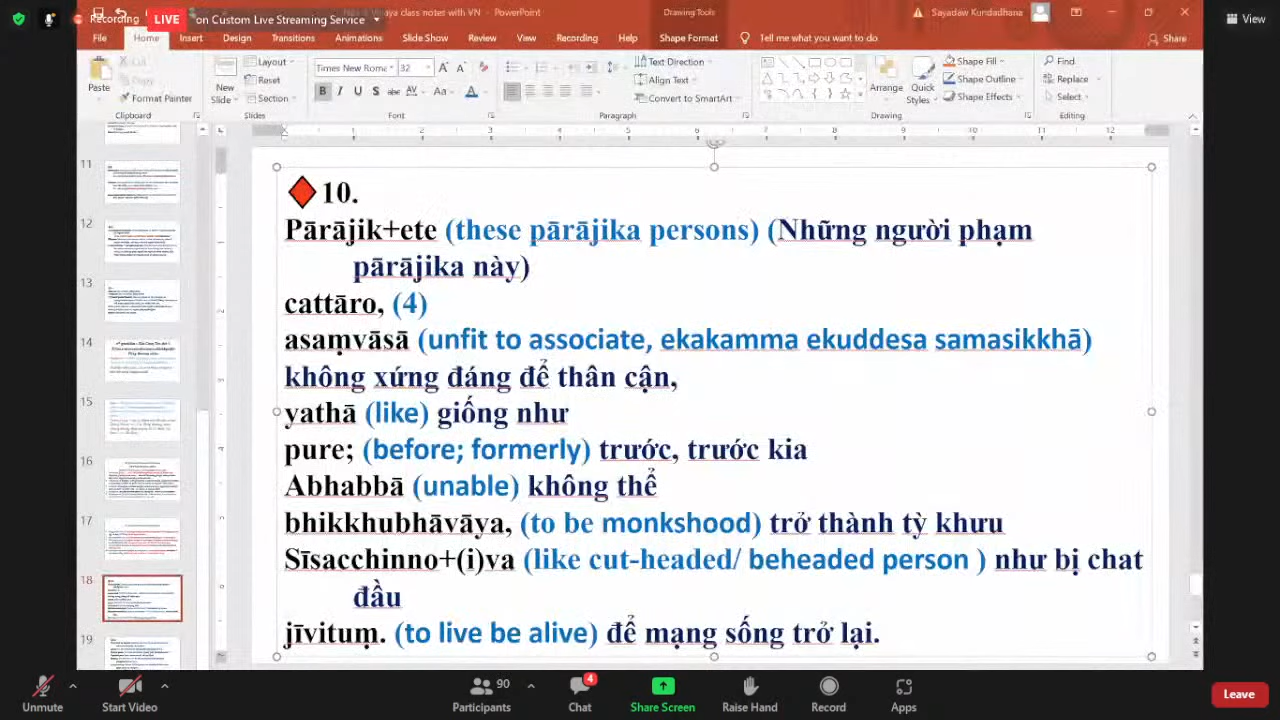 Recording LIVE on Custom Live Streaming Service
Vinaya class notes with VN - PowerPoint
Drawing Tools
Sayadaw Kundadhana
View
File Home Insert Design Transitions Animations Slide Show Review View Recording Help Shape Format Tell me what you want to do Share
Paste
Cut
Copy
Format Painter
Clipboard
New Slide
Layout
Reset
Section
Slides
Times New Roma 32
Font
Text Direction
Align Text
Convert to SmartArt
Paragraph
Arrange
Quick Styles
Shape Fill
Shape Outline
Shape Effects
Drawing
Find
Replace
Select
Editing
11
12
13
14
15
16
17
18
19
10.
Pārājik+ete (these pārājika persons) (Những người phạm
pārājika này)
cattāro, (4)
asaṃvāsā (unfit to associate, ekakamma ekuddesa samasikkhā)
không xứng đáng để thân cận,
yathā (like) giống như
pure; (before; formerly) trước, trước kia
abhabbā (unable) không thể
bhikkhubhāvāya, (to be monkshood) trở thành tỳ khưu
Sīsacchinno+(i)va (like cut-headed/ beheaded person ) như bị chat
đầu
jīvituṃ. (to live be alive) để mạng sống trở lại.
Unmute
Start Video
90
Participants
4
Chat
Share Screen
Raise Hand
Record
Apps
Leave